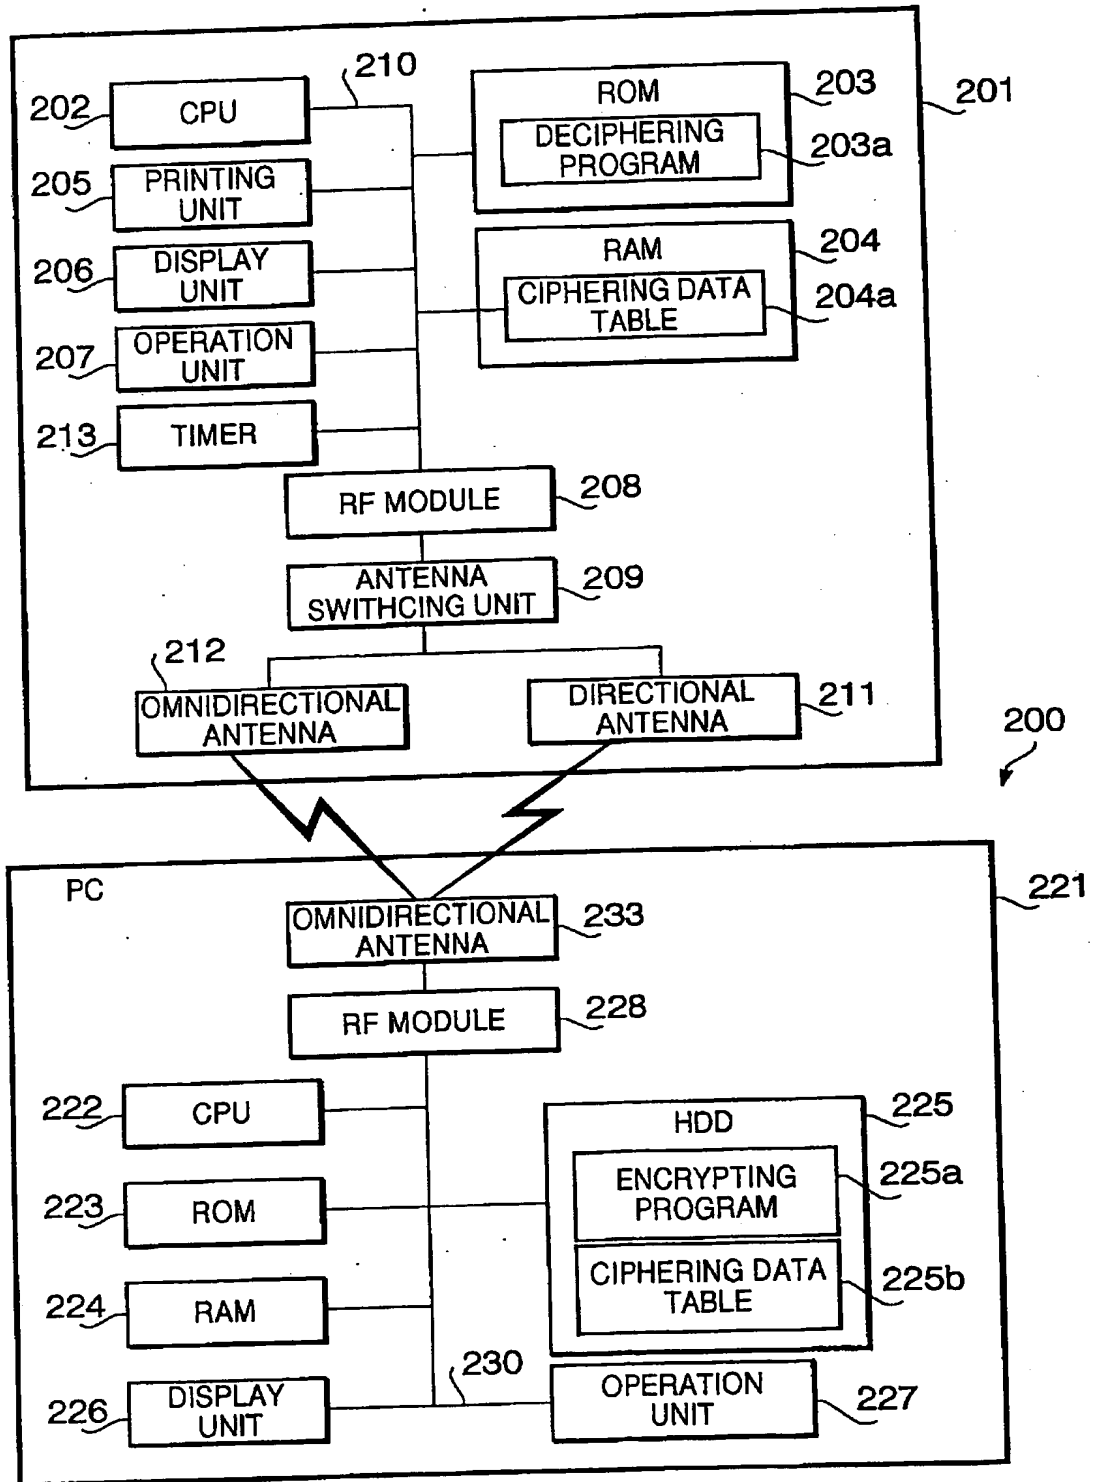 210
202
CPU
ROM
203
201
DECIPHERING
PROGRAM
203a
205
PRINTING
UNIT
RAM
204
206
DISPLAY
UNIT
CIPHERING DATA
TABLE
204a
207
OPERATION
UNIT
213
TIMER
RF MODULE
208
ANTENNA
SWITHCING UNIT
209
212
OMNIDIRECTIONAL
ANTENNA
DIRECTIONAL
ANTENNA
211
200
PC
221
OMNIDIRECTIONAL
ANTENNA
233
RF MODULE
228
222
CPU
HDD
225
ENCRYPTING
PROGRAM
225a
223
ROM
CIPHERING DATA
TABLE
225b
224
RAM
230
226
DISPLAY
UNIT
OPERATION
UNIT
227